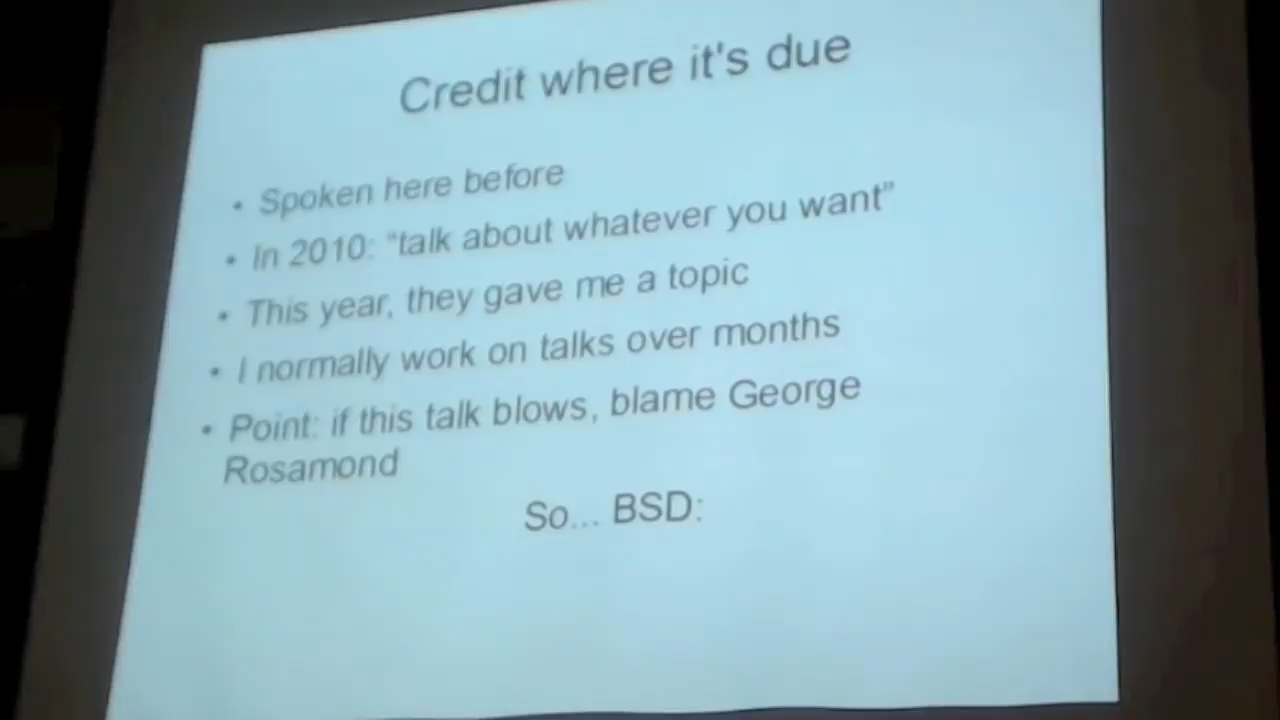 Credit where it's due
• Spoken here before
• In 2010: “talk about whatever you want”
• This year, they gave me a topic
• I normally work on talks over months
• Point: if this talk blows, blame George
Rosamond
So... BSD: